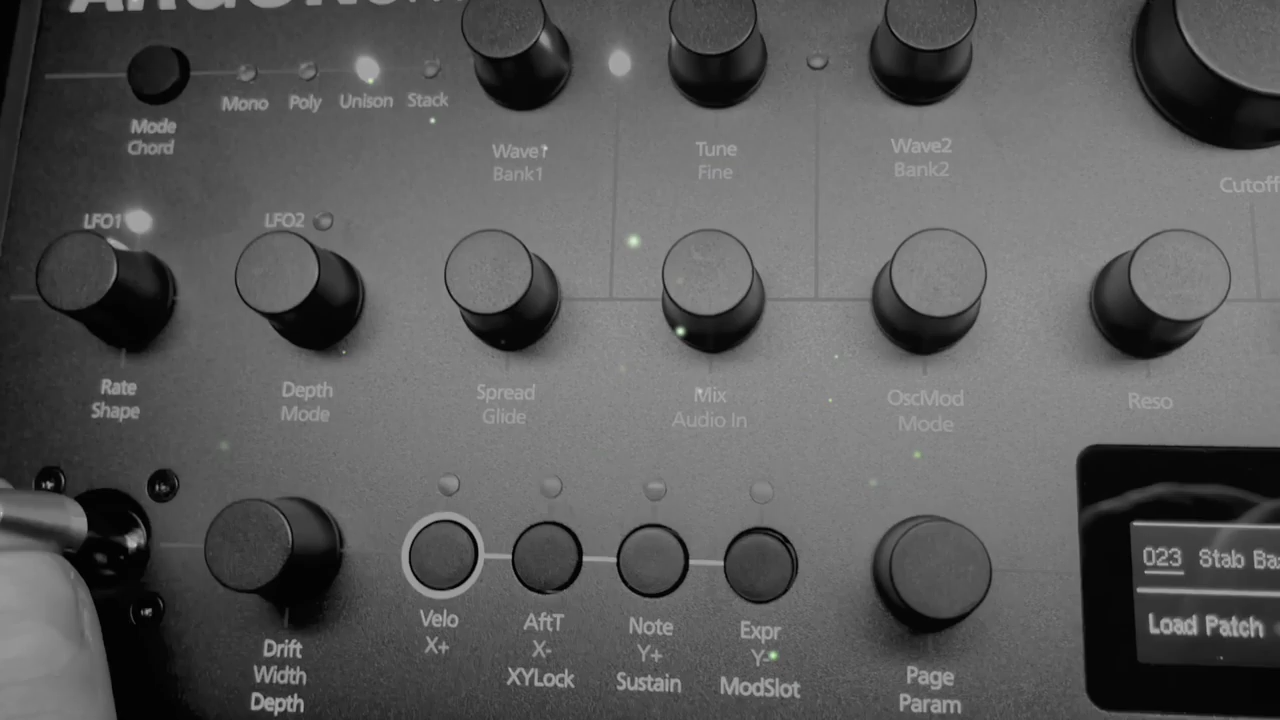 Mono Poly Unison Stack
Mode
Chord
Wave1
Bank1
Tune
Fine
Wave2
Bank2
Cutoff
LFO1
LFO2
Rate
Shape
Depth
Mode
Spread
Glide
Mix
Audio In
OscMod
Mode
Reso
023 Stab
Load Patch
Velo
X+
AftT
X-
XYLock
Note
Y+
Sustain
Expr
Y-
ModSlot
Page
Param
Drift
Width
Depth